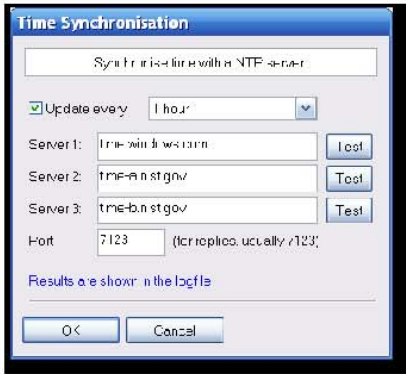 Time Synchronisation
Synchronise time with a NTP server
Update every 1 hour
Server 1: time.windows.com Test
Server 2: time-a.nist.gov Test
Server 3: time-b.nist.gov Test
Port 7123 (for replies, usually 7123)
Results are shown in the logfile
OK Cancel